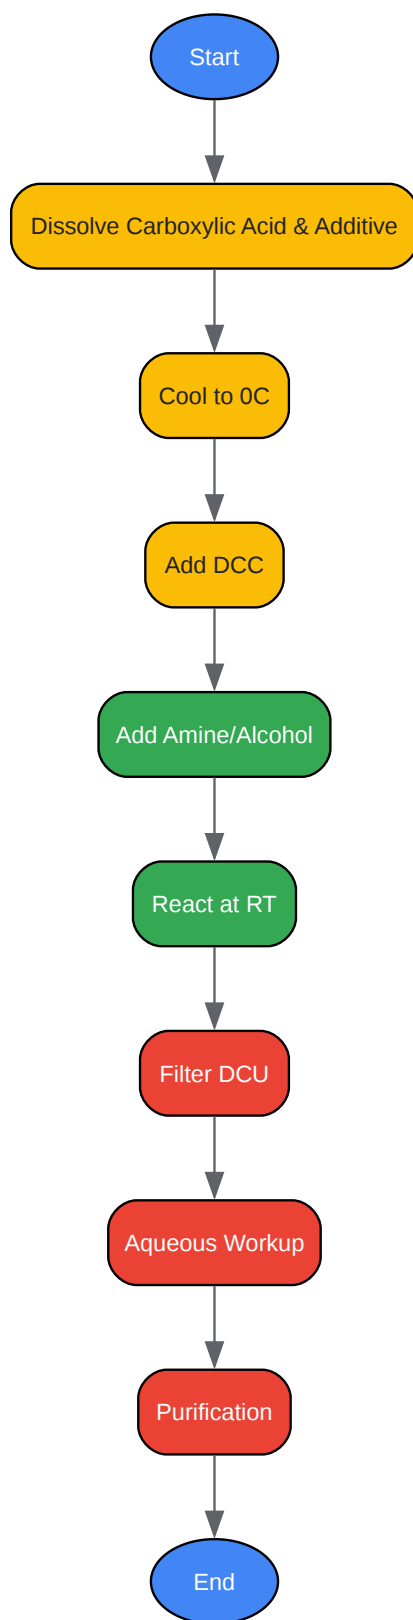 Start
Dissolve Carboxylic Acid & Additive
Cool to 0C
Add DCC
Add Amine/Alcohol
React at RT
Filter DCU
Aqueous Workup
Purification
End